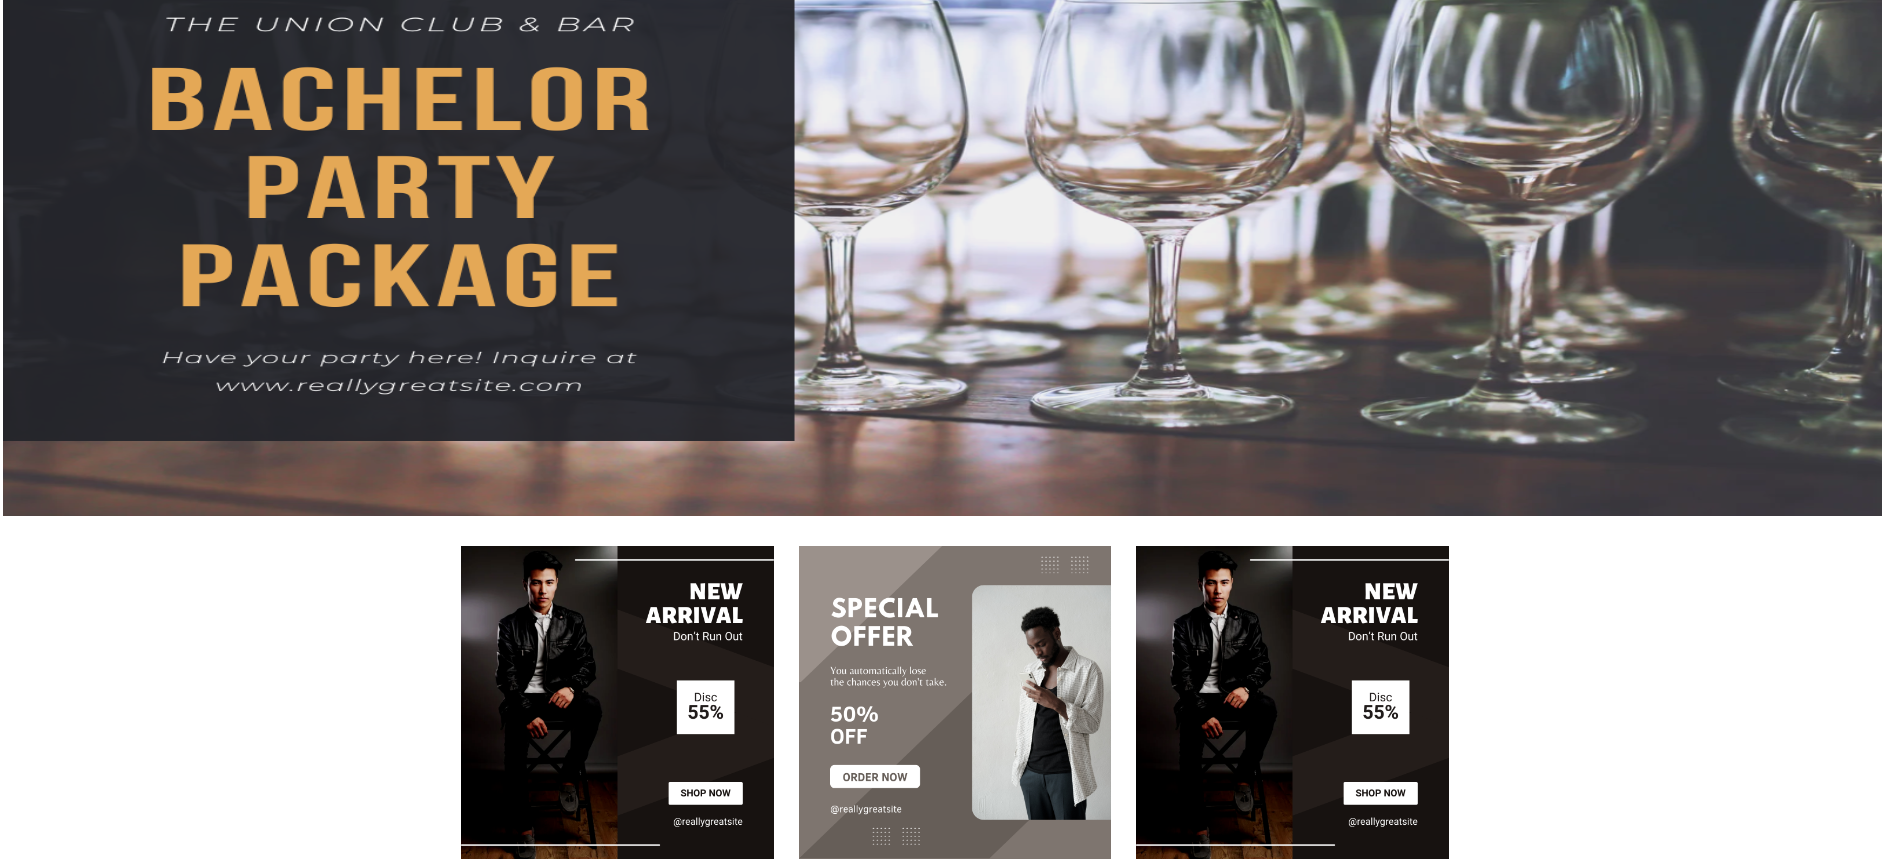 THE UNION CLUB & BAR
BACHELOR
PARTY
PACKAGE
Have your party here! Inquire at
www.reallygreatsite.com
NEW
ARRIVAL
Don't Run Out
Disc
55%
SHOP NOW
@reallygreatsite
SPECIAL
OFFER
You automatically lose
the chances you don't take.
50%
OFF
ORDER NOW
@reallygreatsite
NEW
ARRIVAL
Don't Run Out
Disc
55%
SHOP NOW
@reallygreatsite